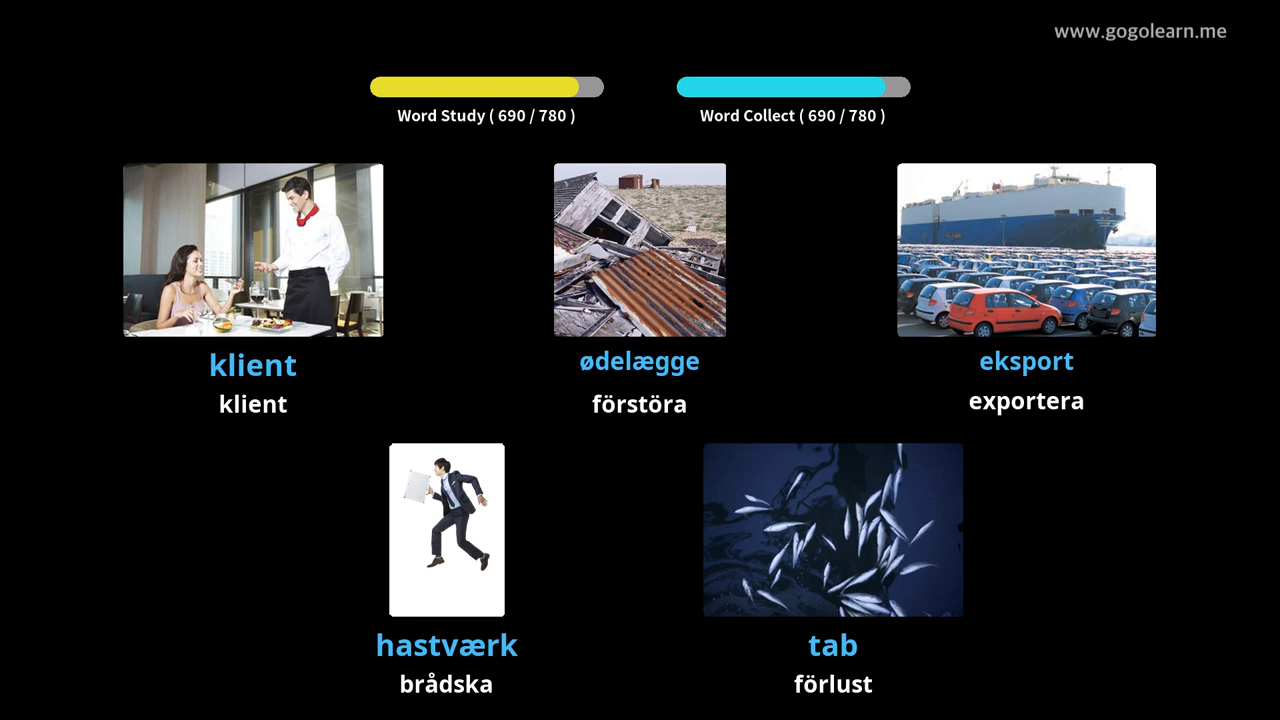 www.gogolearn.me
Word Study ( 690 / 780 )
Word Collect ( 690 / 780 )
klient
klient
ødelægge
förstöra
eksport
exportera
hastværk
brådska
tab
förlust